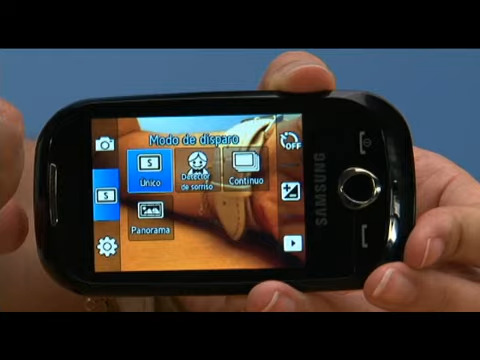 Modo de disparo
OFF
S
Único
Detector
de sorriso
Contínuo
S
Panorama
SAMSUNG